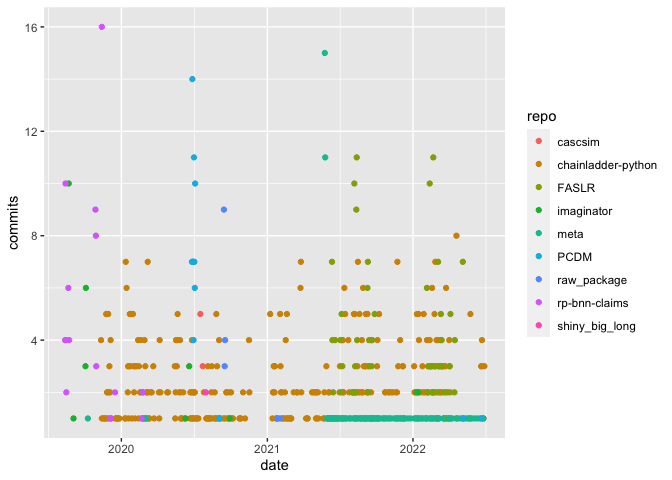 16
12
8
4
commits
2020
2021
2022
date
repo
cascsim
chainladder-python
FASLR
imaginator
meta
PCDM
raw_package
rp-bnn-claims
shiny_big_long